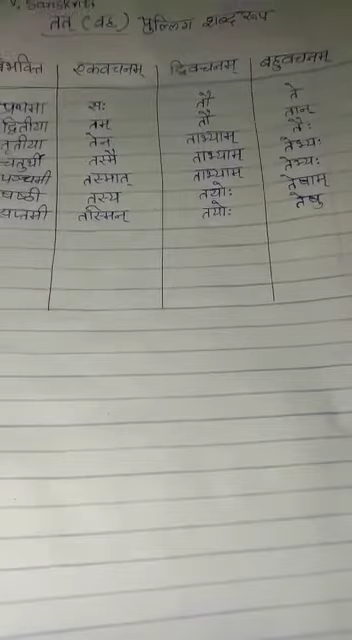 V. Sanskrit
तत् (वह) पुल्लिंग शब्द रूप
विभक्ति एकवचनम् द्विवचनम् बहुवचनम्
प्रथमा सः तौ ते
द्वितीया तम् तौ तान्
तृतीया तेन ताभ्याम् तैः
चतुर्थी तस्मै ताभ्याम् तेभ्यः
पञ्चमी तस्मात् ताभ्याम् तेभ्यः
षष्ठी तस्य तयोः तेषाम्
सप्तमी तस्मिन् तयोः तेषु